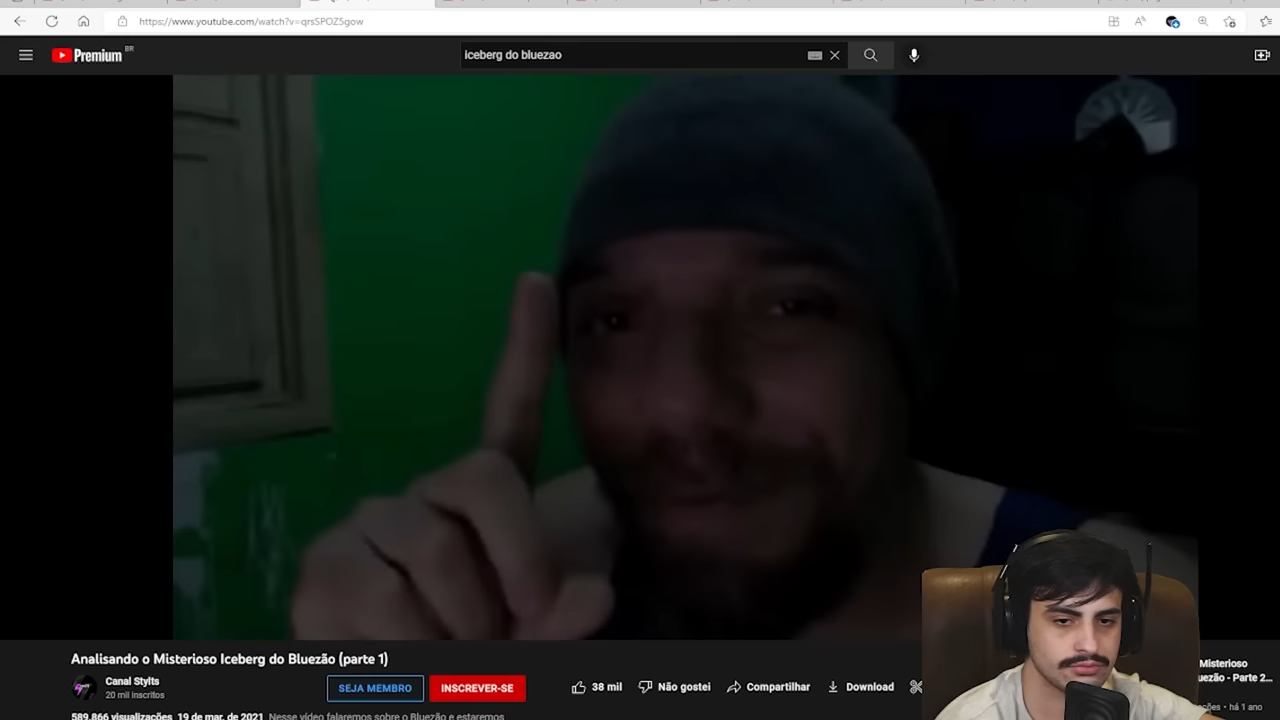 https://www.youtube.com/watch?v=qrsSPOZ5gow
Premium BR
iceberg do bluezao
Analisando o Misterioso Iceberg do Bluezão (parte 1)
Canal Stylts
20 mil inscritos
SEJA MEMBRO
INSCREVER-SE
38 mil
Não gostei
Compartilhar
Download
Misterioso
uezão - Parte 2...
ções • há 1 ano
589.866 visualizações 19 de mar. de 2021 Nesse vídeo falaremos sobre o Bluezão e estaremos